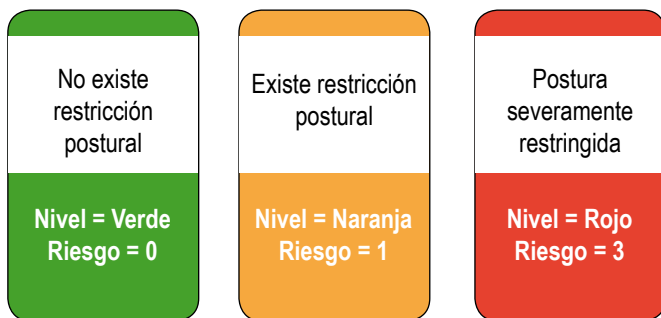 No existe
restricción
postural
Nivel = Verde
Riesgo = 0
Existe restricción
postural
Nivel = Naranja
Riesgo = 1
Postura
severamente
restringida
Nivel = Rojo
Riesgo = 3